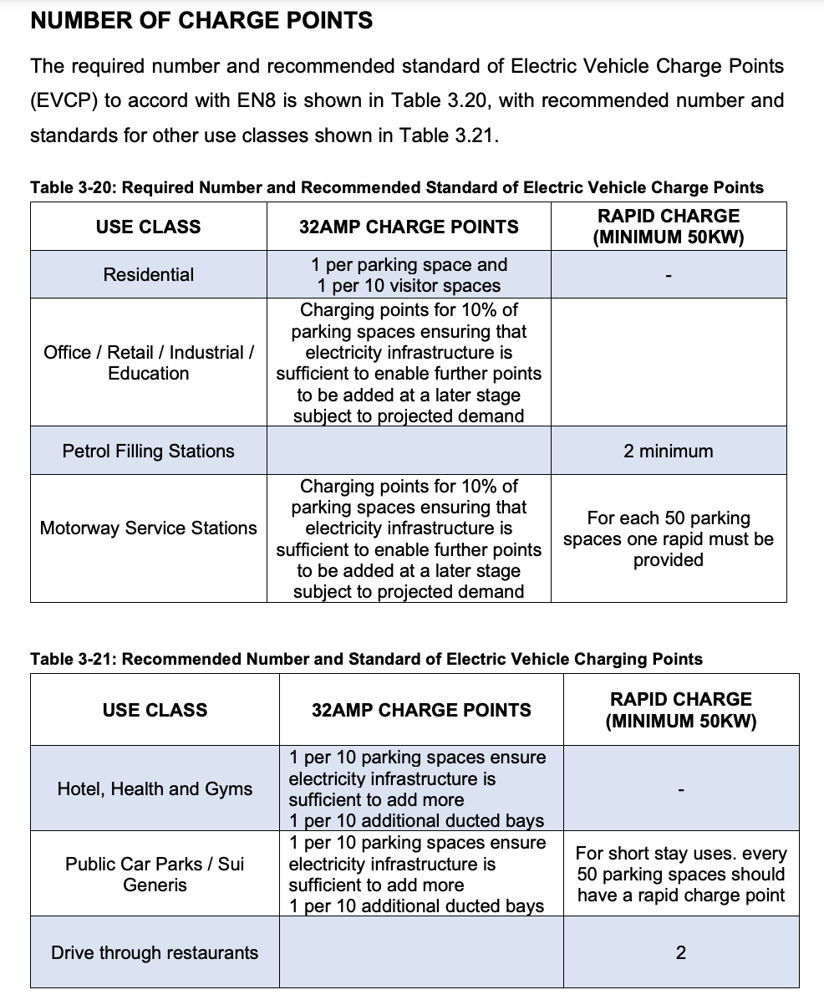 NUMBER OF CHARGE POINTS
The required number and recommended standard of Electric Vehicle Charge Points
(EVCP) to accord with EN8 is shown in Table 3.20, with recommended number and
standards for other use classes shown in Table 3.21.
Table 3-20: Required Number and Recommended Standard of Electric Vehicle Charge Points
USE CLASS
32AMP CHARGE POINTS
RAPID CHARGE
(MINIMUM 50KW)
Residential
1 per parking space and
1 per 10 visitor spaces
-
Office / Retail / Industrial /
Education
Charging points for 10% of
parking spaces ensuring that
electricity infrastructure is
sufficient to enable further points
to be added at a later stage
subject to projected demand
Petrol Filling Stations
2 minimum
Motorway Service Stations
Charging points for 10% of
parking spaces ensuring that
electricity infrastructure is
sufficient to enable further points
to be added at a later stage
subject to projected demand
For each 50 parking
spaces one rapid must be
provided
Table 3-21: Recommended Number and Standard of Electric Vehicle Charging Points
USE CLASS
32AMP CHARGE POINTS
RAPID CHARGE
(MINIMUM 50KW)
Hotel, Health and Gyms
1 per 10 parking spaces ensure
electricity infrastructure is
sufficient to add more
1 per 10 additional ducted bays
-
Public Car Parks / Sui
Generis
1 per 10 parking spaces ensure
electricity infrastructure is
sufficient to add more
1 per 10 additional ducted bays
For short stay uses. every
50 parking spaces should
have a rapid charge point
Drive through restaurants
2